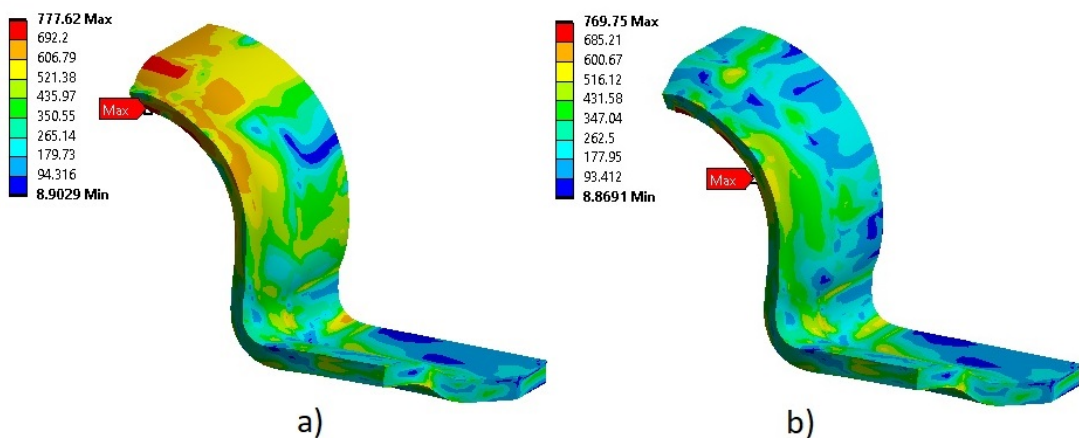 777.62 Max
692.2
606.79
521.38
435.97
350.55
265.14
179.73
94.316
8.9029 Min
Max
a)
769.75 Max
685.21
600.67
516.12
431.58
347.04
262.5
177.95
93.412
8.8691 Min
Max
b)